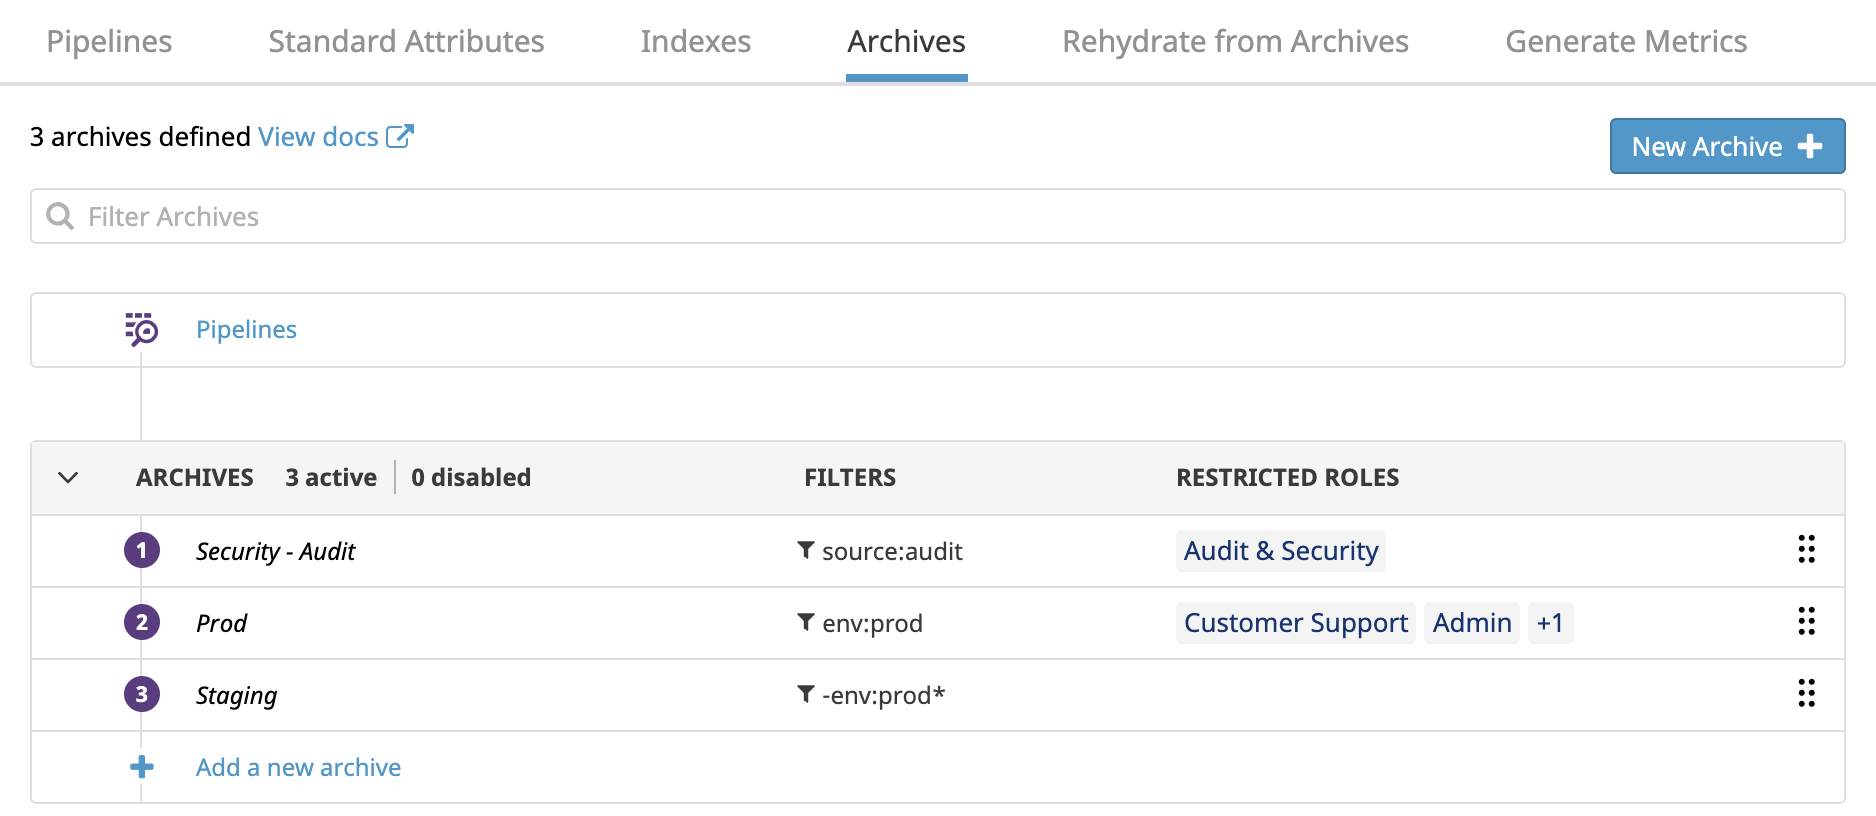 Pipelines Standard Attributes Indexes Archives Rehydrate from Archives Generate Metrics
3 archives defined View docs
New Archive
Filter Archives
Pipelines
ARCHIVES 3 active 0 disabled FILTERS RESTRICTED ROLES
1 Security - Audit source:audit Audit & Security
2 Prod env:prod Customer Support Admin +1
3 Staging -env:prod*
Add a new archive